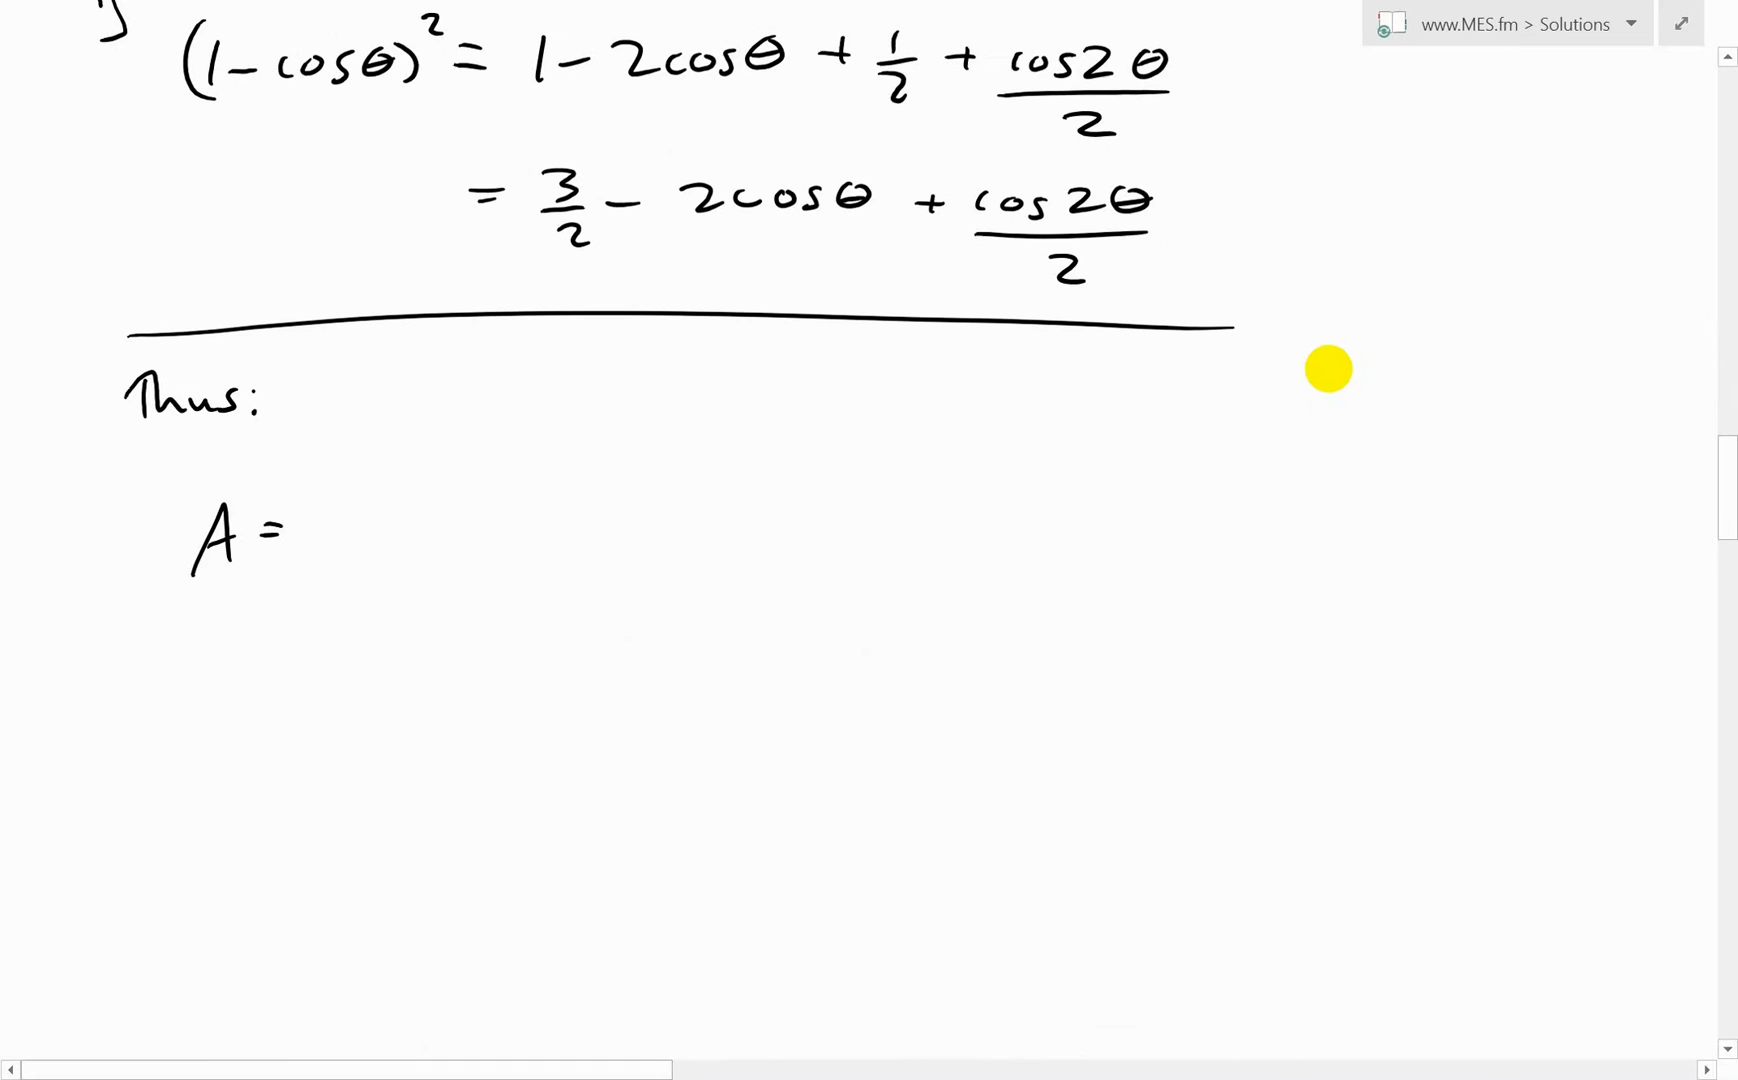 www.MES.fm > Solutions
(1 - cosθ)² = 1 - 2cosθ + 1/2 + cos2θ/2
= 3/2 - 2cosθ + cos2θ/2
Thus:
A =